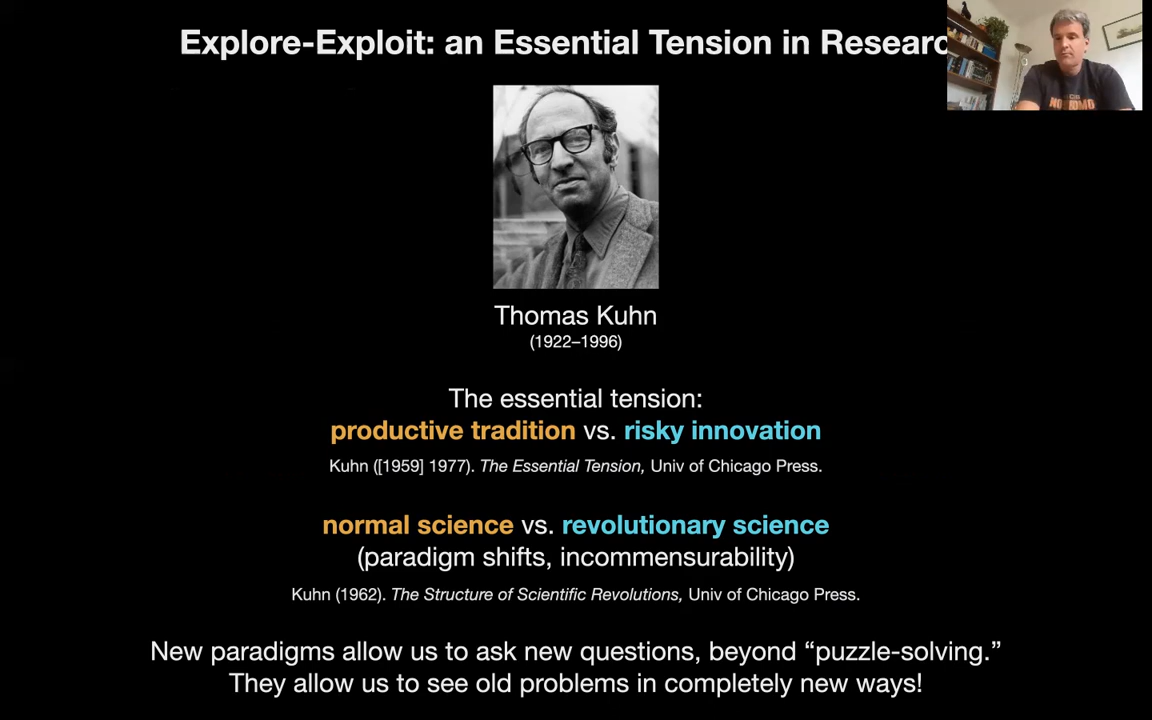 Explore-Exploit: an Essential Tension in
Thomas Kuhn
(1922–1996)
The essential tension:
productive tradition vs. risky innovation
Kuhn ([1959] 1977). The Essential Tension, Univ of Chicago Press.
normal science vs. revolutionary science
(paradigm shifts, incommensurability)
Kuhn (1962). The Structure of Scientific Revolutions, Univ of Chicago Press.
New paradigms allow us to ask new questions, beyond “puzzle-solving.”
They allow us to see old problems in completely new ways!